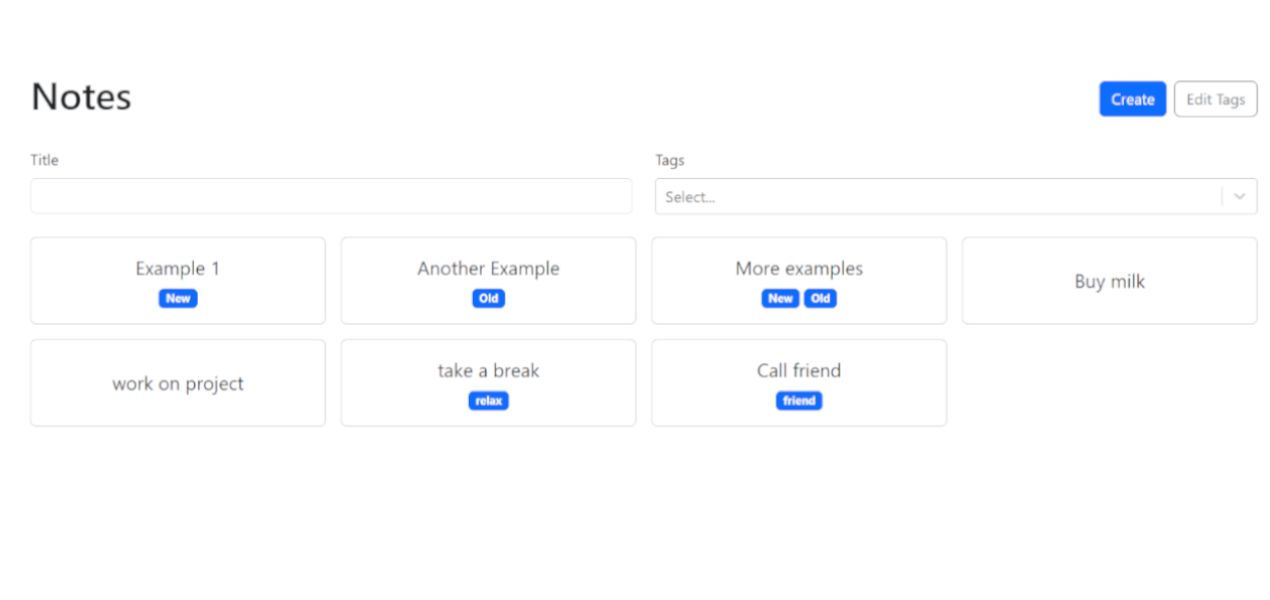 Notes
Create Edit Tags
Title
Tags
Select...
Example 1
New
Another Example
Old
More examples
New Old
Buy milk
work on project
take a break
relax
Call friend
friend